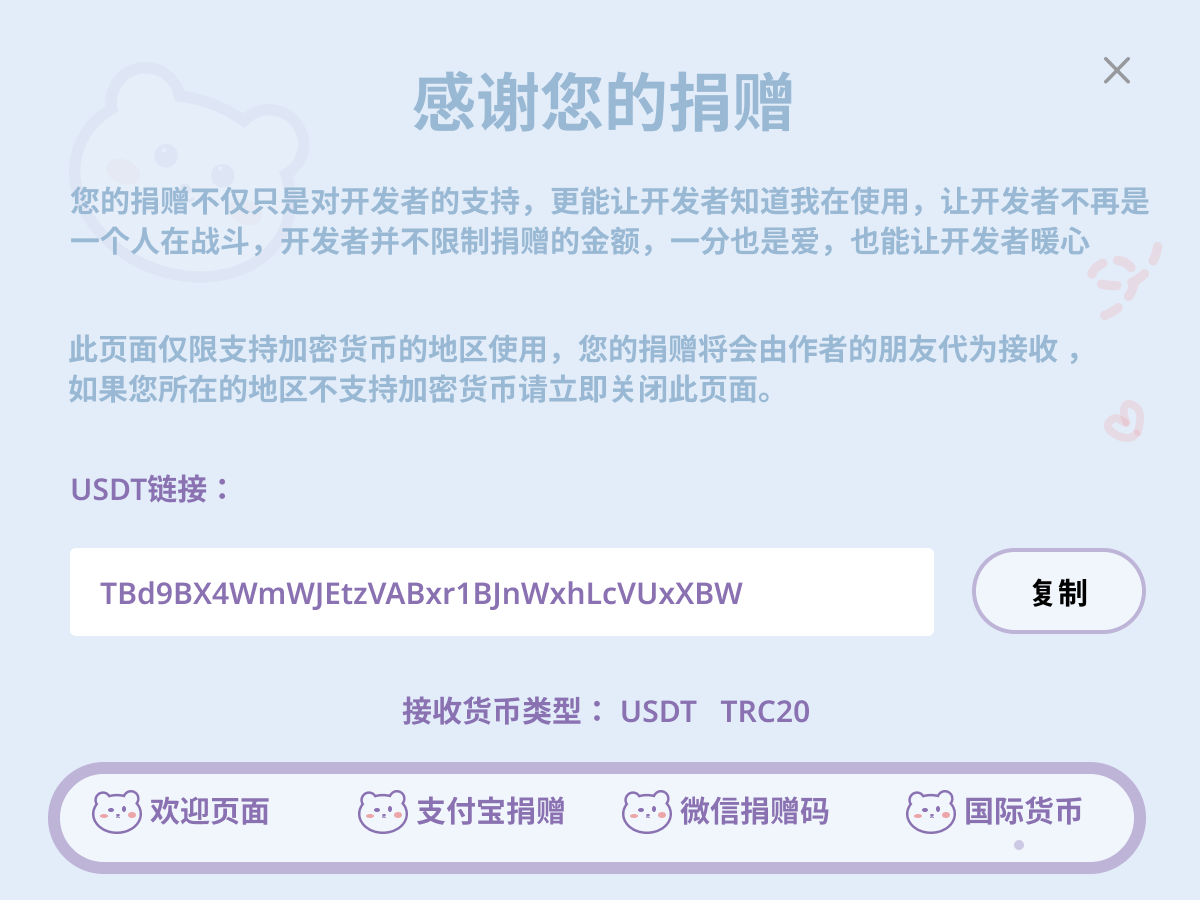 感谢您的捐赠
您的捐赠不仅只是对开发者的支持，更能让开发者知道我在使用，让开发者不再是
一个人在战斗，开发者并不限制捐赠的金额，一分也是爱，也能让开发者暖心
此页面仅限支持加密货币的地区使用，您的捐赠将会由作者的朋友代为接收 ，
如果您所在的地区不支持加密货币请立即关闭此页面。
USDT链接：
TBd9BX4WmWJEtzVABxr1BJnWxhLcVUxXBW
复制
接收货币类型： USDT TRC20
欢迎页面 支付宝捐赠 微信捐赠码 国际货币